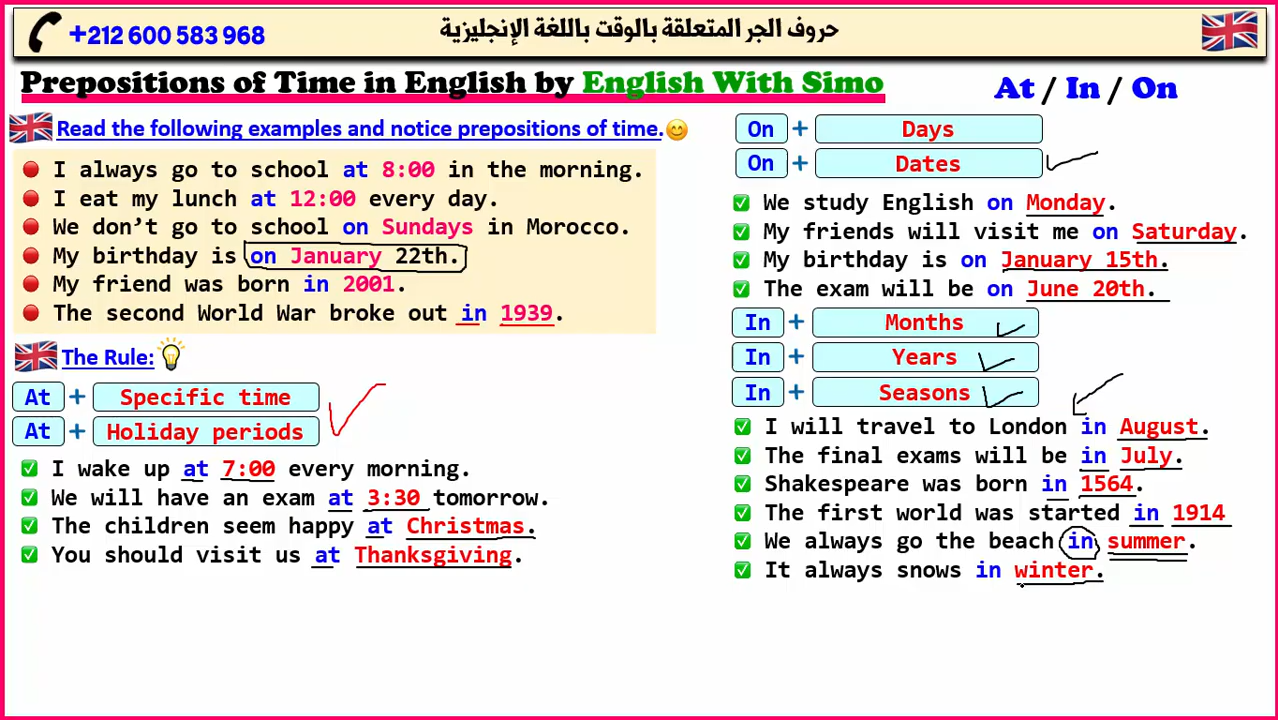 +212 600 583 968
حروف الجر المتعلقة بالوقت باللغة الإنجليزية
Prepositions of Time in English by English With Simo
At / In / On
Read the following examples and notice prepositions of time.
I always go to school at 8:00 in the morning.
I eat my lunch at 12:00 every day.
We don't go to school on Sundays in Morocco.
My birthday is on January 22th.
My friend was born in 2001.
The second World War broke out in 1939.
The Rule:
At + Specific time
At + Holiday periods
I wake up at 7:00 every morning.
We will have an exam at 3:30 tomorrow.
The children seem happy at Christmas.
You should visit us at Thanksgiving.
On + Days
On + Dates
We study English on Monday.
My friends will visit me on Saturday.
My birthday is on January 15th.
The exam will be on June 20th.
In + Months
In + Years
In + Seasons
I will travel to London in August.
The final exams will be in July.
Shakespeare was born in 1564.
The first world was started in 1914
We always go the beach in summer.
It always snows in winter.